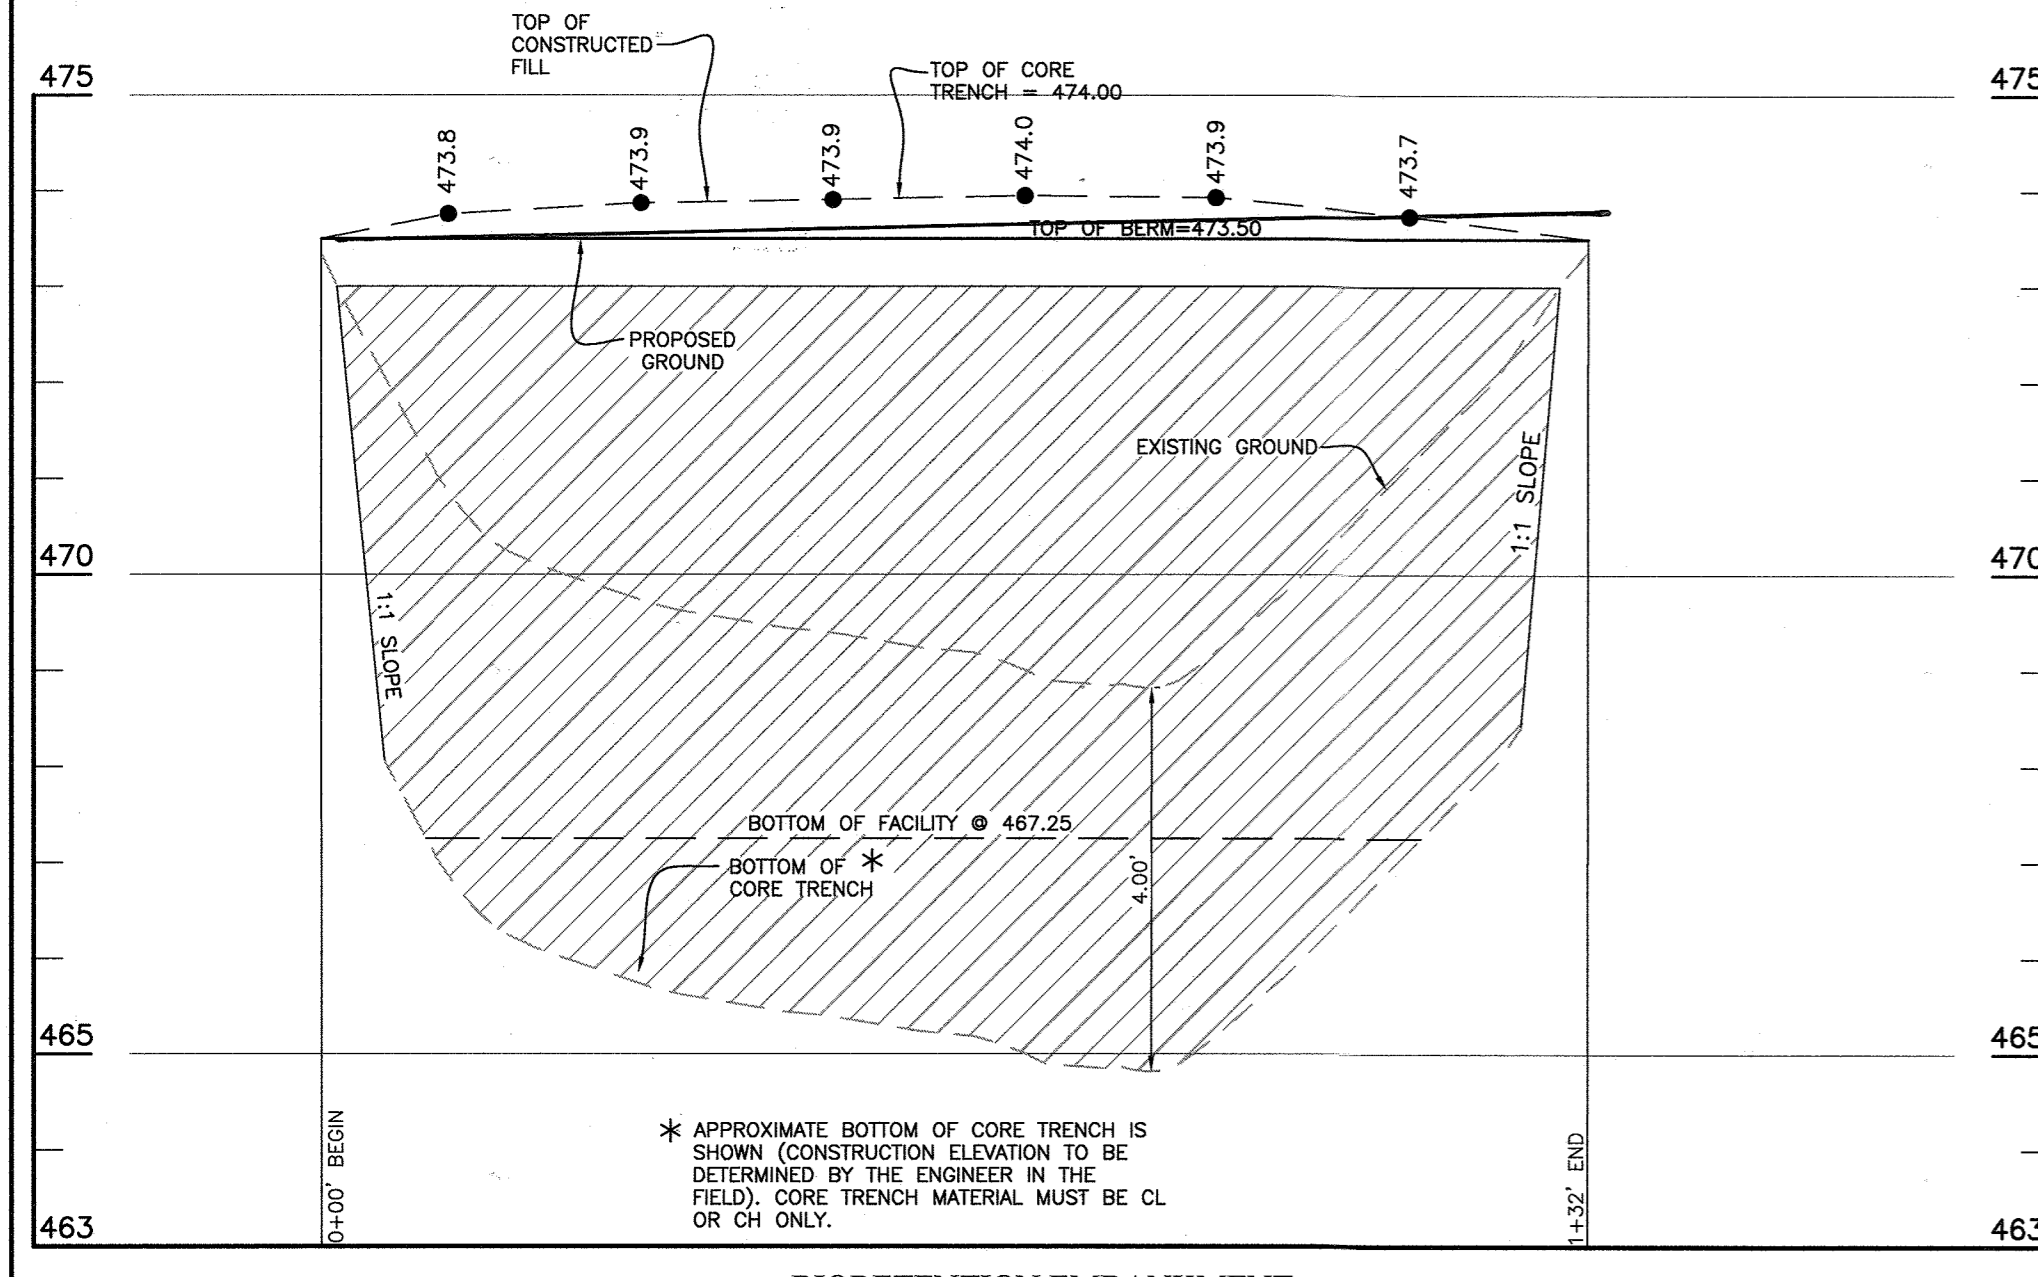 TOP OF
CONSTRUCTED
FILL
TOP OF CORE
TRENCH = 474.00
475
475
473.8
473.9
473.9
474.0
473.9
473.7
TOP OF BERM=473.50
PROPOSED
GROUND
EXISTING GROUND
1:1 SLOPE
1:1 SLOPE
470
470
BOTTOM OF FACILITY @ 467.25
BOTTOM OF *
CORE TRENCH
4.00'
465
465
0+00' BEGIN
1+32' END
* APPROXIMATE BOTTOM OF CORE TRENCH IS
SHOWN (CONSTRUCTION ELEVATION TO BE
DETERMINED BY THE ENGINEER IN THE
FIELD). CORE TRENCH MATERIAL MUST BE CL
OR CH ONLY.
463
463
BIORETENTION EMBANKMENT